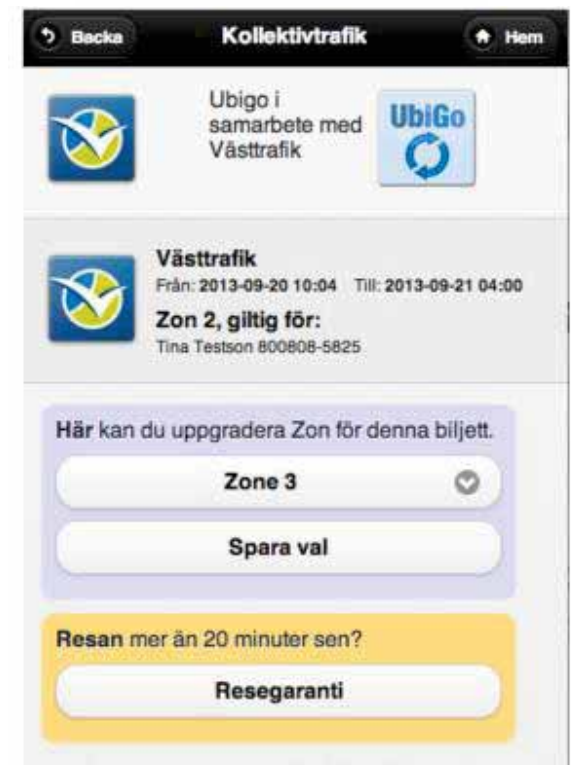 Backa Kollektivtrafik Hem
Ubigo i
samarbete med
Västtrafik
UbiGo
Västtrafik
Från: 2013-09-20 10:04 Till: 2013-09-21 04:00
Zon 2, giltig för:
Tina Testson 800808-5825
Här kan du uppgradera Zon för denna biljett.
Zone 3
Spara val
Resan mer än 20 minuter sen?
Resegaranti